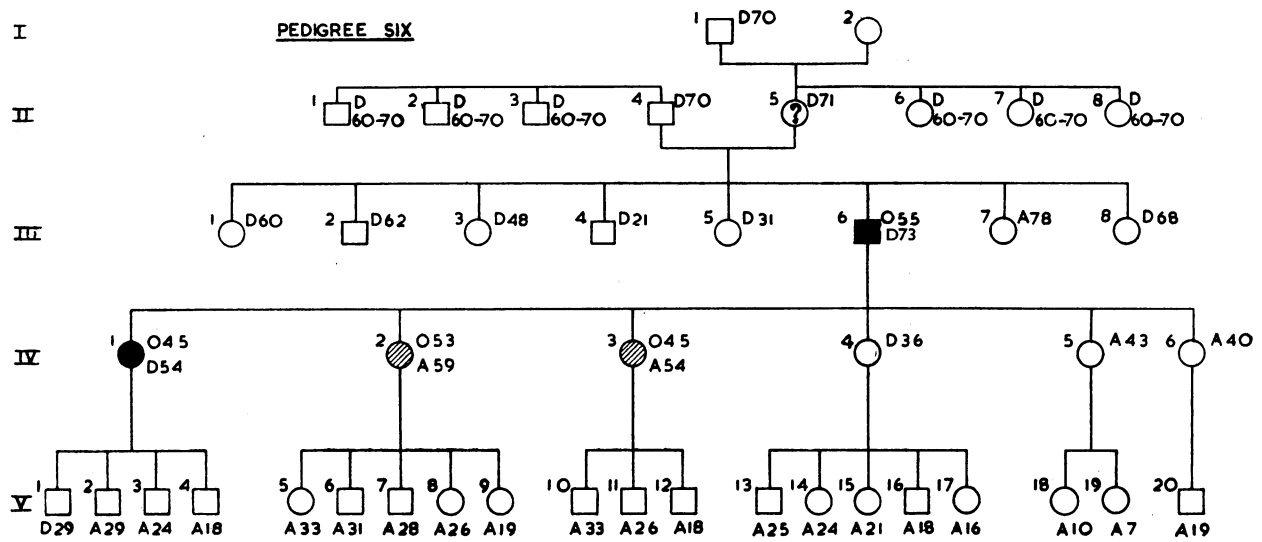 PEDIGREE SIX
I 1 D70 2
II 1 D 2 D 3 D 4 D70 5 ? D71 6 D 7 D 8 D
60-70 60-70 60-70 60-70 60-70 60-70
III 1 D60 2 D62 3 D48 4 D21 5 D31 6 O55 7 A78 8 D68
D73
IV 1 O45 2 O53 3 O45 4 D36 5 A43 6 A40
D54 A59 A54
V 1 2 3 4 5 6 7 8 9 10 11 12 13 14 15 16 17 18 19 20
D29 A29 A24 A18 A33 A31 A28 A26 A19 A33 A26 A18 A25 A24 A21 A18 A16 A10 A7 A19